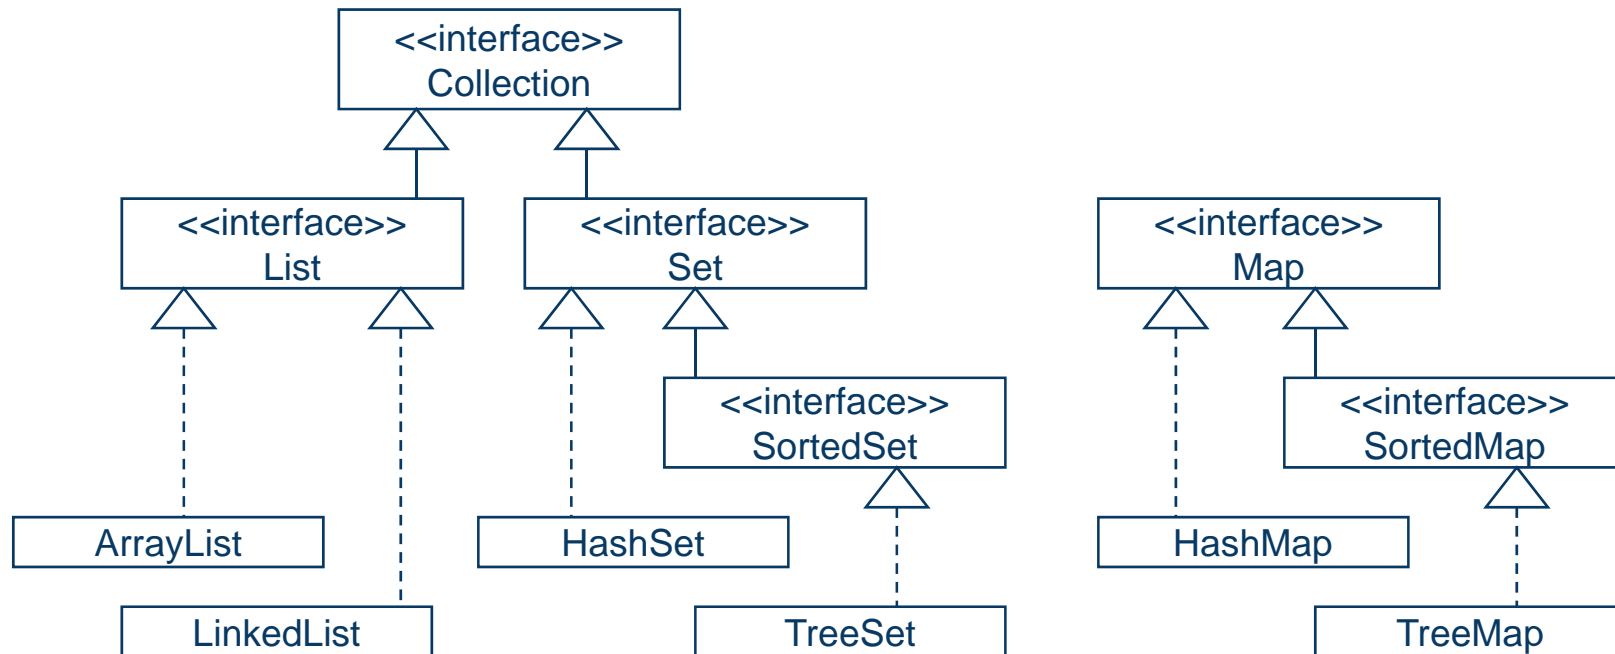 <<interface>>
Collection
<<interface>>
List
<<interface>>
Set
<<interface>>
Map
<<interface>>
SortedSet
<<interface>>
SortedMap
ArrayList
HashSet
HashMap
LinkedList
TreeSet
TreeMap